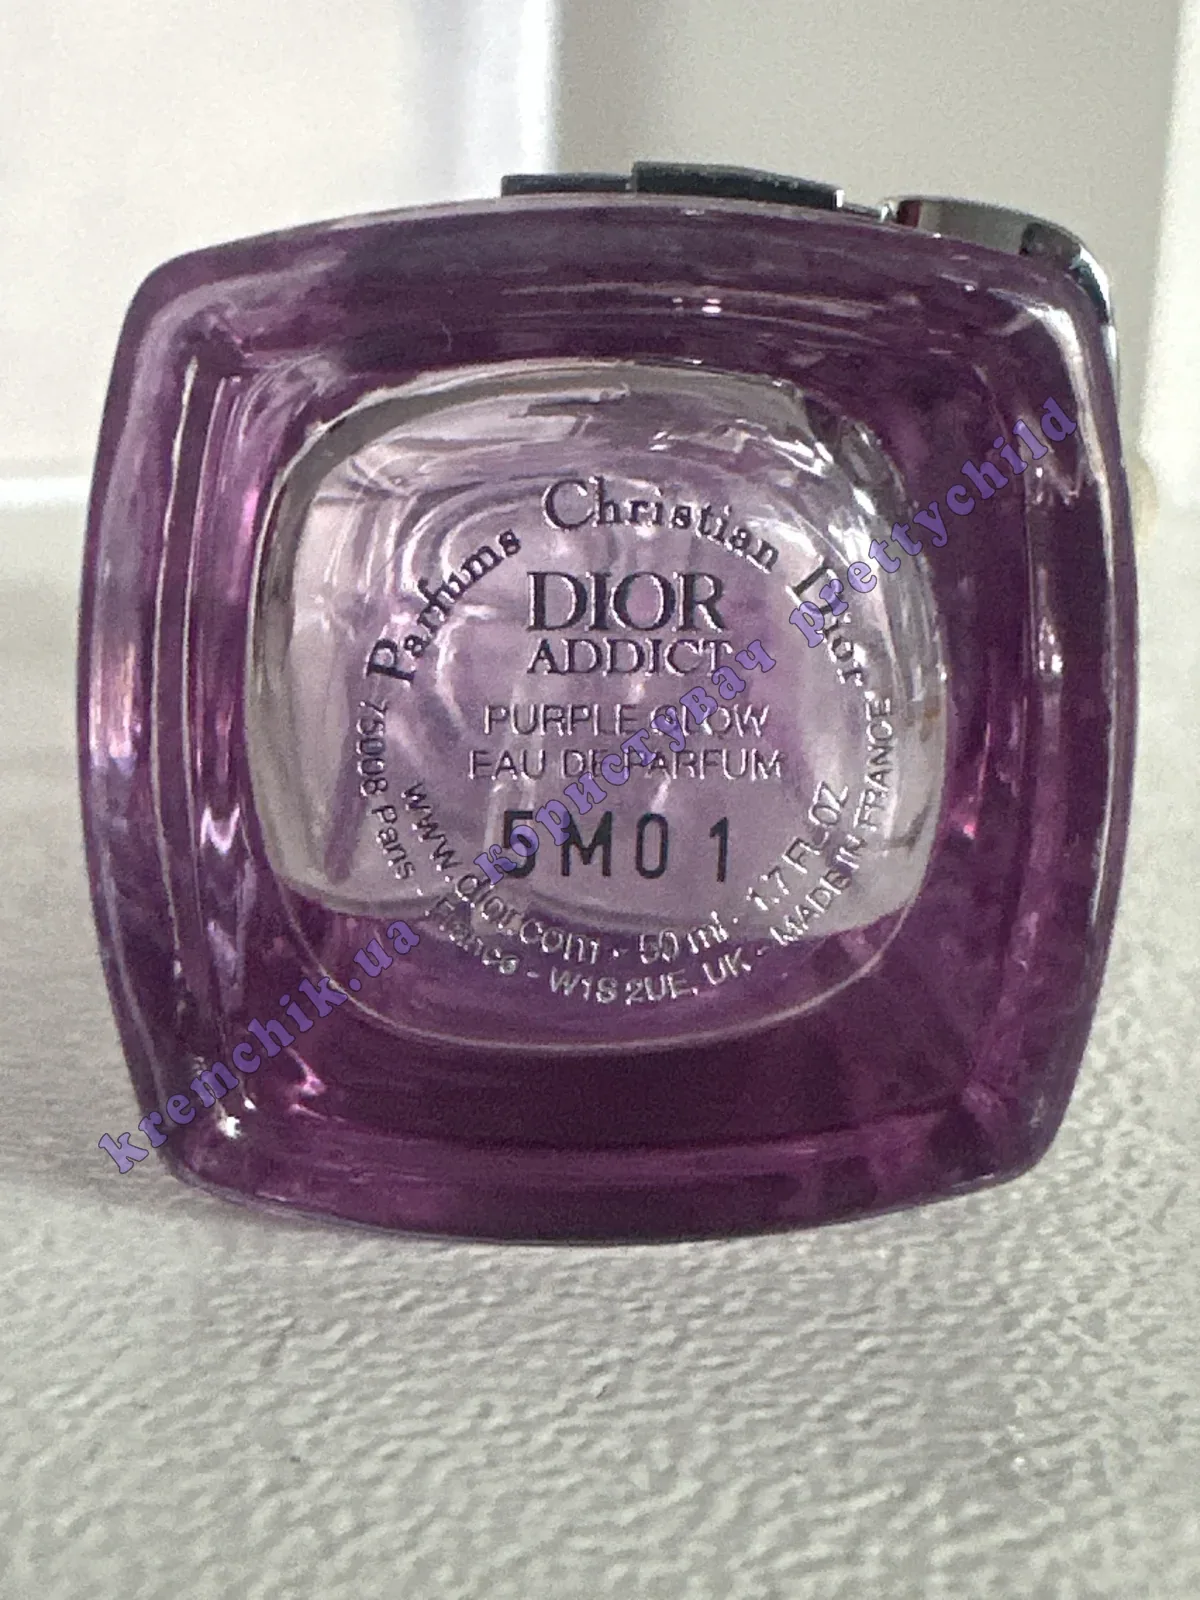 Parfums Christian Dior
DIOR
ADDICT
PURPLE GLOW
EAU DE PARFUM
5M01
www.dior.com - 50 ml - 1.7 FL. OZ
75008 Paris - France - W1S 2UE, UK - MADE IN FRANCE
kremchik.ua користувач prettychild